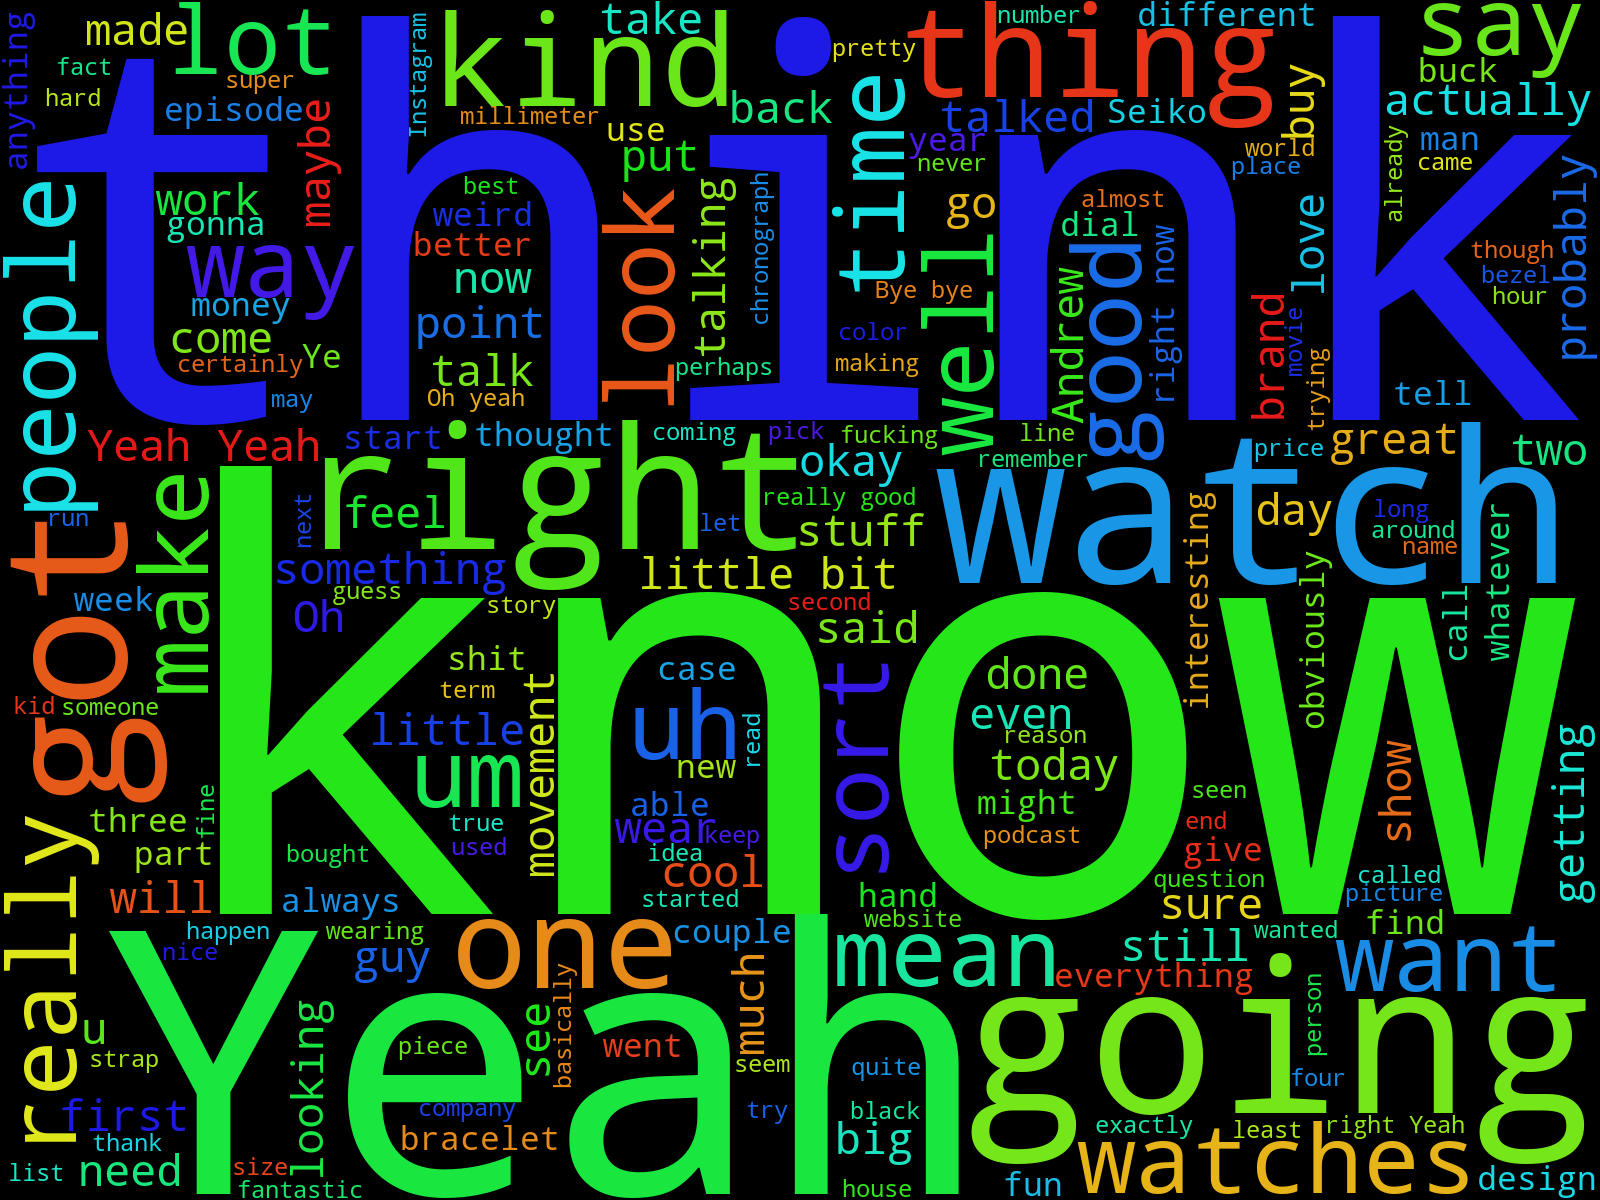 think
know
Yeah
watch
right
going
got
really
people
kind
thing
lot
say
time
way
look
well
good
one
mean
want
watches
make
sort
uh
um
made
take
number
different
anything
fact
super
hard
episode
Instagram
pretty
millimeter
back
use
put
talked
Seiko
buy
buck
actually
year
never
world
place
man
came
already
probably
maybe
work
gonna
best
weird
better
now
talking
chronograph
go
almost
dial
right now
love
though
bezel
hour
money
point
come
certainly
Ye
talk
may
Oh yeah
perhaps
Bye bye
color
making
Andrew
brand
movie
trying
tell
Yeah Yeah
start
thought
coming
pick
fucking
okay
line
remember
price
great
two
run
next
feel
really good
let
stuff
interesting
day
long
around
name
whatever
obviously
call
week
something
guess
Oh
story
little bit
second
said
shit
term
case
movement
little
new
read
done
even
reason
today
might
podcast
kid
someone
three
fine
part
true
used
able
wear
keep
idea
cool
started
seen
end
give
question
show
getting
bought
will
always
hand
website
sure
called
picture
find
happen
nice
wearing
guy
couple
still
wanted
everything
u
strap
looking
see
basically
much
piece
went
seem
quite
person
four
first
thank
company
bracelet
try
black
big
exactly
least
right Yeah
list
need
size
fantastic
house
fun
design